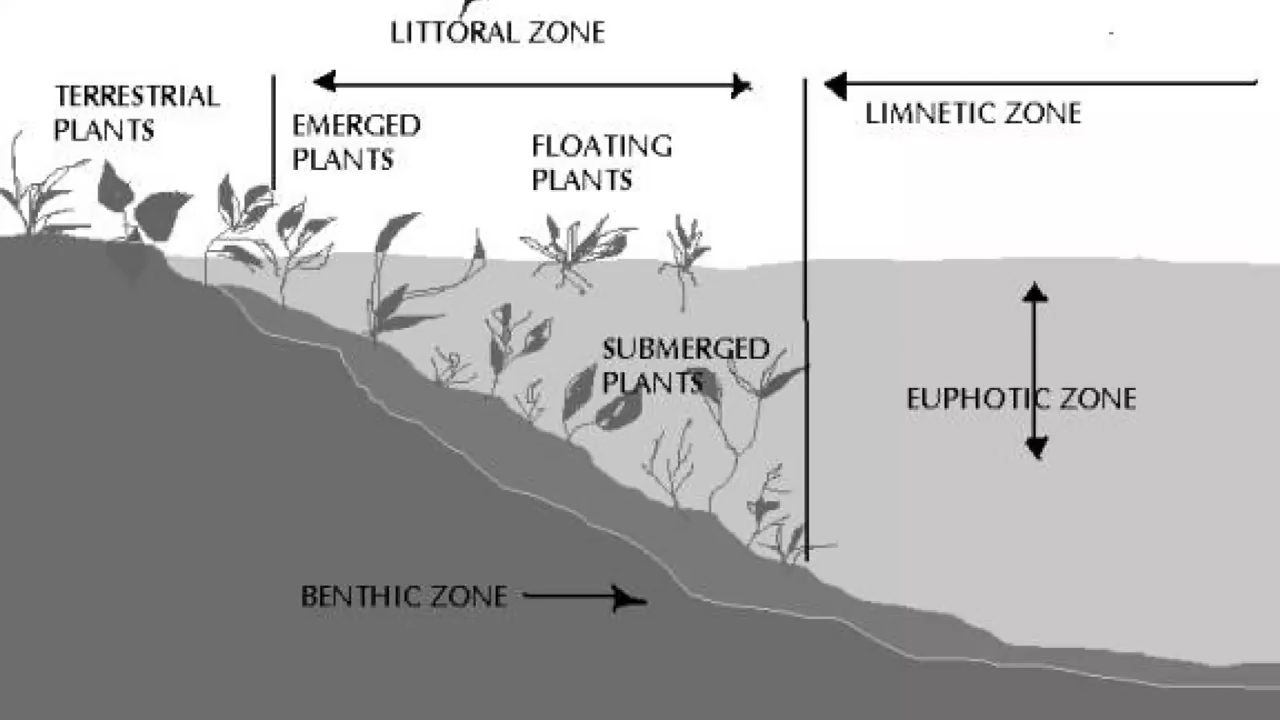 LITTORAL ZONE
TERRESTRIAL
PLANTS
EMERGED
PLANTS
FLOATING
PLANTS
LIMNETIC ZONE
SUBMERGED
PLANTS
EUPHOTIC ZONE
BENTHIC ZONE